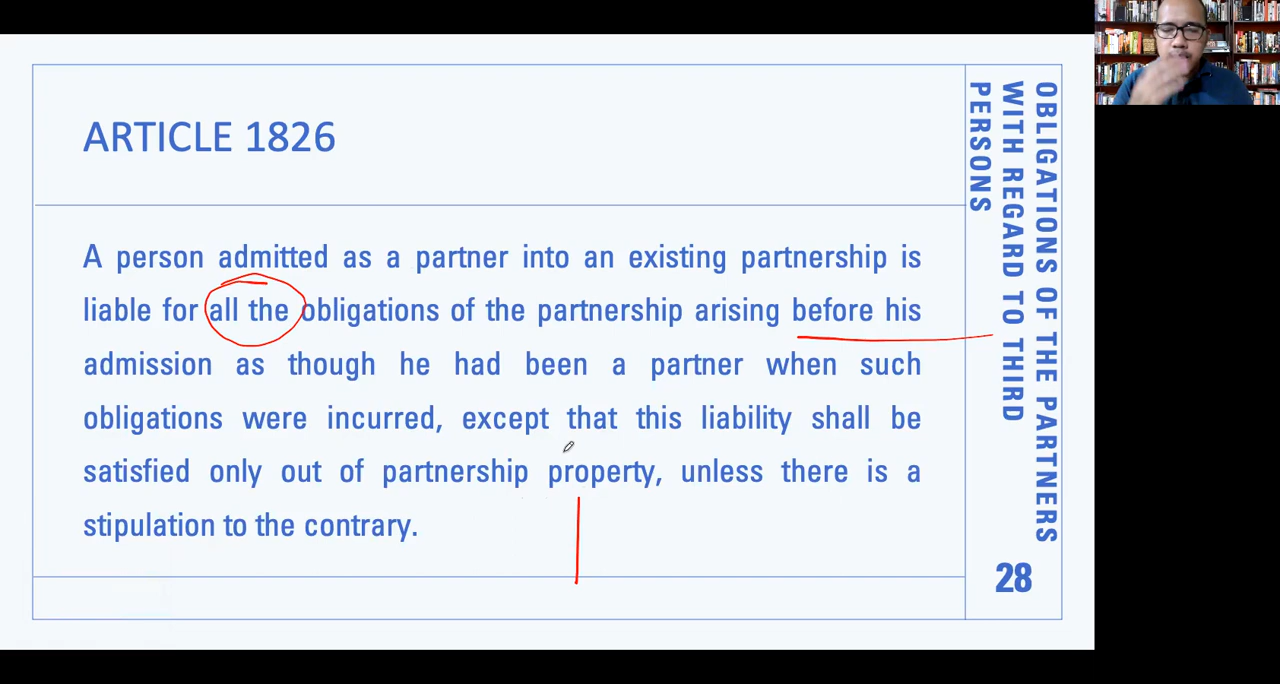 ARTICLE 1826
A person admitted as a partner into an existing partnership is
liable for all the obligations of the partnership arising before his
admission as though he had been a partner when such
obligations were incurred, except that this liability shall be
satisfied only out of partnership property, unless there is a
stipulation to the contrary.
OBLIGATIONS OF THE PARTNERS
WITH REGARD TO THIRD
PERSONS
28